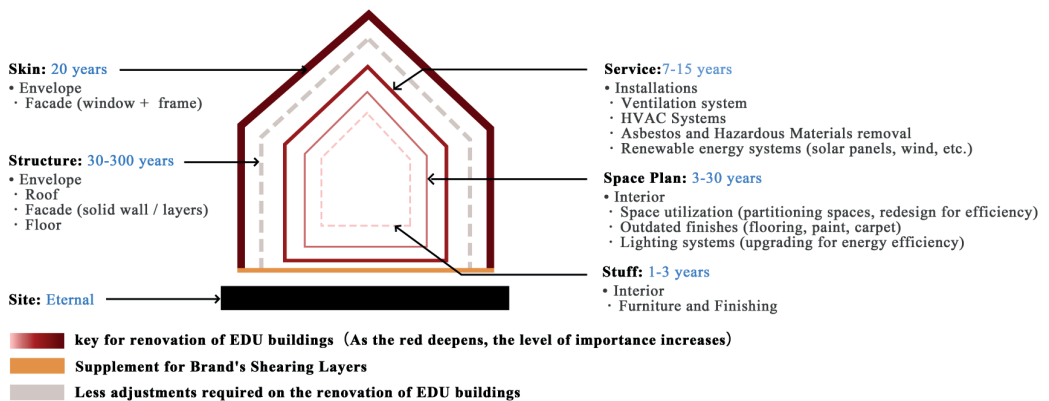 Skin: 20 years
• Envelope
· Facade (window + frame)
Structure: 30-300 years
• Envelope
· Roof
· Facade (solid wall / layers)
· Floor
Site: Eternal
Service:7-15 years
• Installations
· Ventilation system
· HVAC Systems
· Asbestos and Hazardous Materials removal
· Renewable energy systems (solar panels, wind, etc.)
Space Plan: 3-30 years
• Interior
· Space utilization (partitioning spaces, redesign for efficiency)
· Outdated finishes (flooring, paint, carpet)
· Lighting systems (upgrading for energy efficiency)
Stuff: 1-3 years
• Interior
· Furniture and Finishing
key for renovation of EDU buildings（As the red deepens, the level of importance increases）
Supplement for Brand's Shearing Layers
Less adjustments required on the renovation of EDU buildings